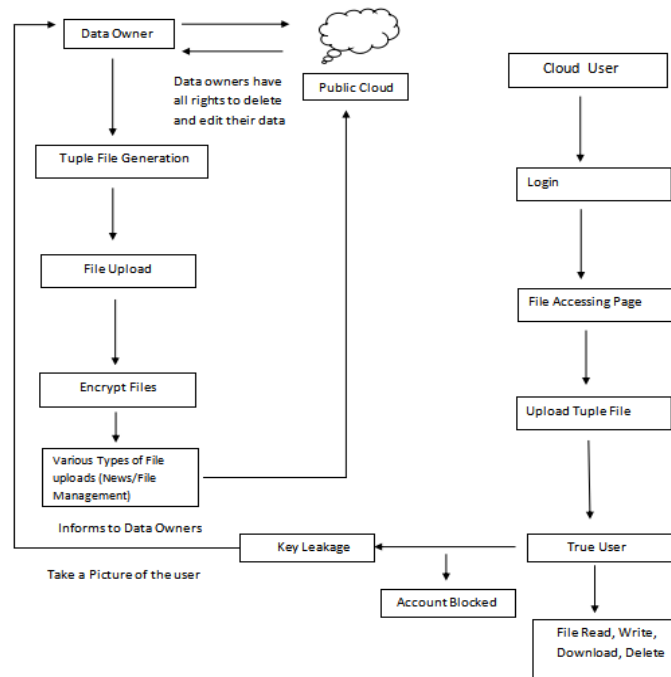 Data Owner
Data owners have
all rights to delete
and edit their data
Public Cloud
Tuple File Generation
File Upload
Encrypt Files
Various Types of File
uploads (News/File
Management)
Informs to Data Owners
Take a Picture of the user
Key Leakage
Account Blocked
Cloud User
Login
File Accessing Page
Upload Tuple File
True User
File Read, Write,
Download, Delete